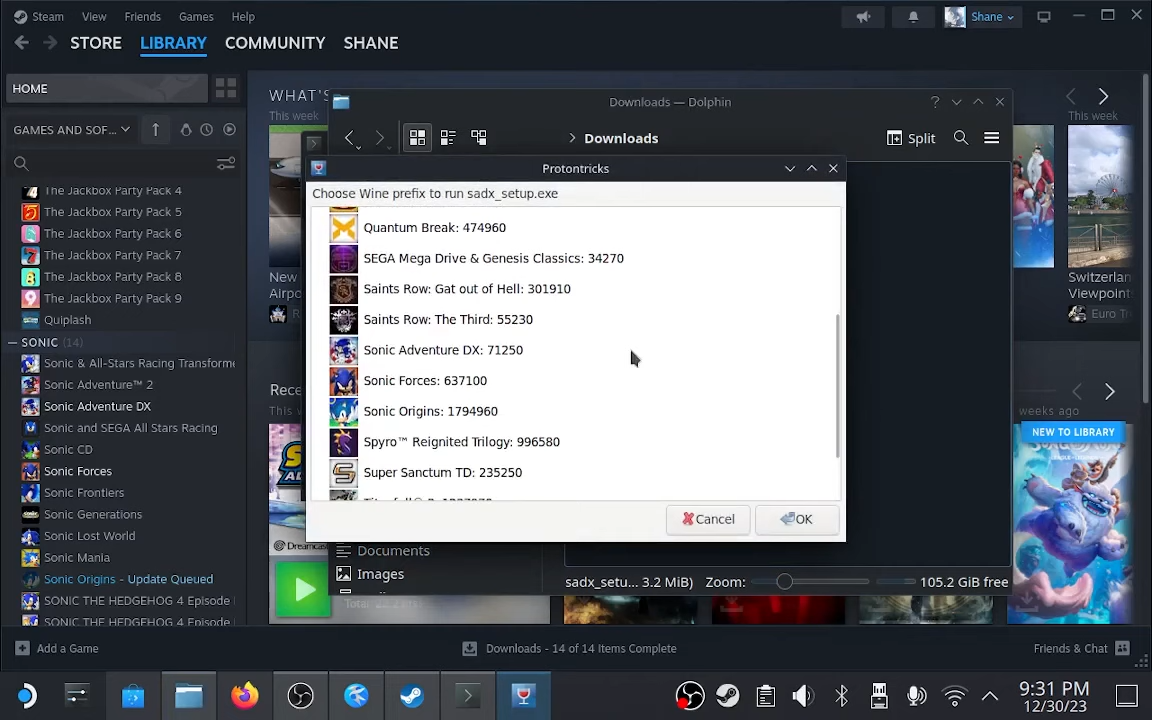 Steam View Friends Games Help
Shane
STORE LIBRARY COMMUNITY SHANE
HOME
GAMES AND SOF...
The Jackbox Party Pack 4
The Jackbox Party Pack 5
The Jackbox Party Pack 6
The Jackbox Party Pack 7
The Jackbox Party Pack 8
The Jackbox Party Pack 9
Quiplash
SONIC (14)
Sonic & All-Stars Racing Transforme
Sonic Adventure™ 2
Sonic Adventure DX
Sonic and SEGA All Stars Racing
Sonic CD
Sonic Forces
Sonic Frontiers
Sonic Generations
Sonic Lost World
Sonic Mania
Sonic Origins - Update Queued
SONIC THE HEDGEHOG 4 Episode
SONIC THE HEDGEHOG 4 Episode
WHAT'S
This week
This week
New
Airpo
Switzerlan
Viewpoints
Euro Tr
Rece
This w
weeks ago
NEW TO LIBRARY
Dreamcast
Downloads — Dolphin
Downloads
Split
Protontricks
Choose Wine prefix to run sadx_setup.exe
Quantum Break: 474960
SEGA Mega Drive & Genesis Classics: 34270
Saints Row: Gat out of Hell: 301910
Saints Row: The Third: 55230
Sonic Adventure DX: 71250
Sonic Forces: 637100
Sonic Origins: 1794960
Spyro™ Reignited Trilogy: 996580
Super Sanctum TD: 235250
Cancel OK
Documents
Images
sadx_setu... 3.2 MiB) Zoom: 105.2 GiB free
Add a Game
Downloads - 14 of 14 Items Complete
Friends & Chat
9:31 PM
12/30/23